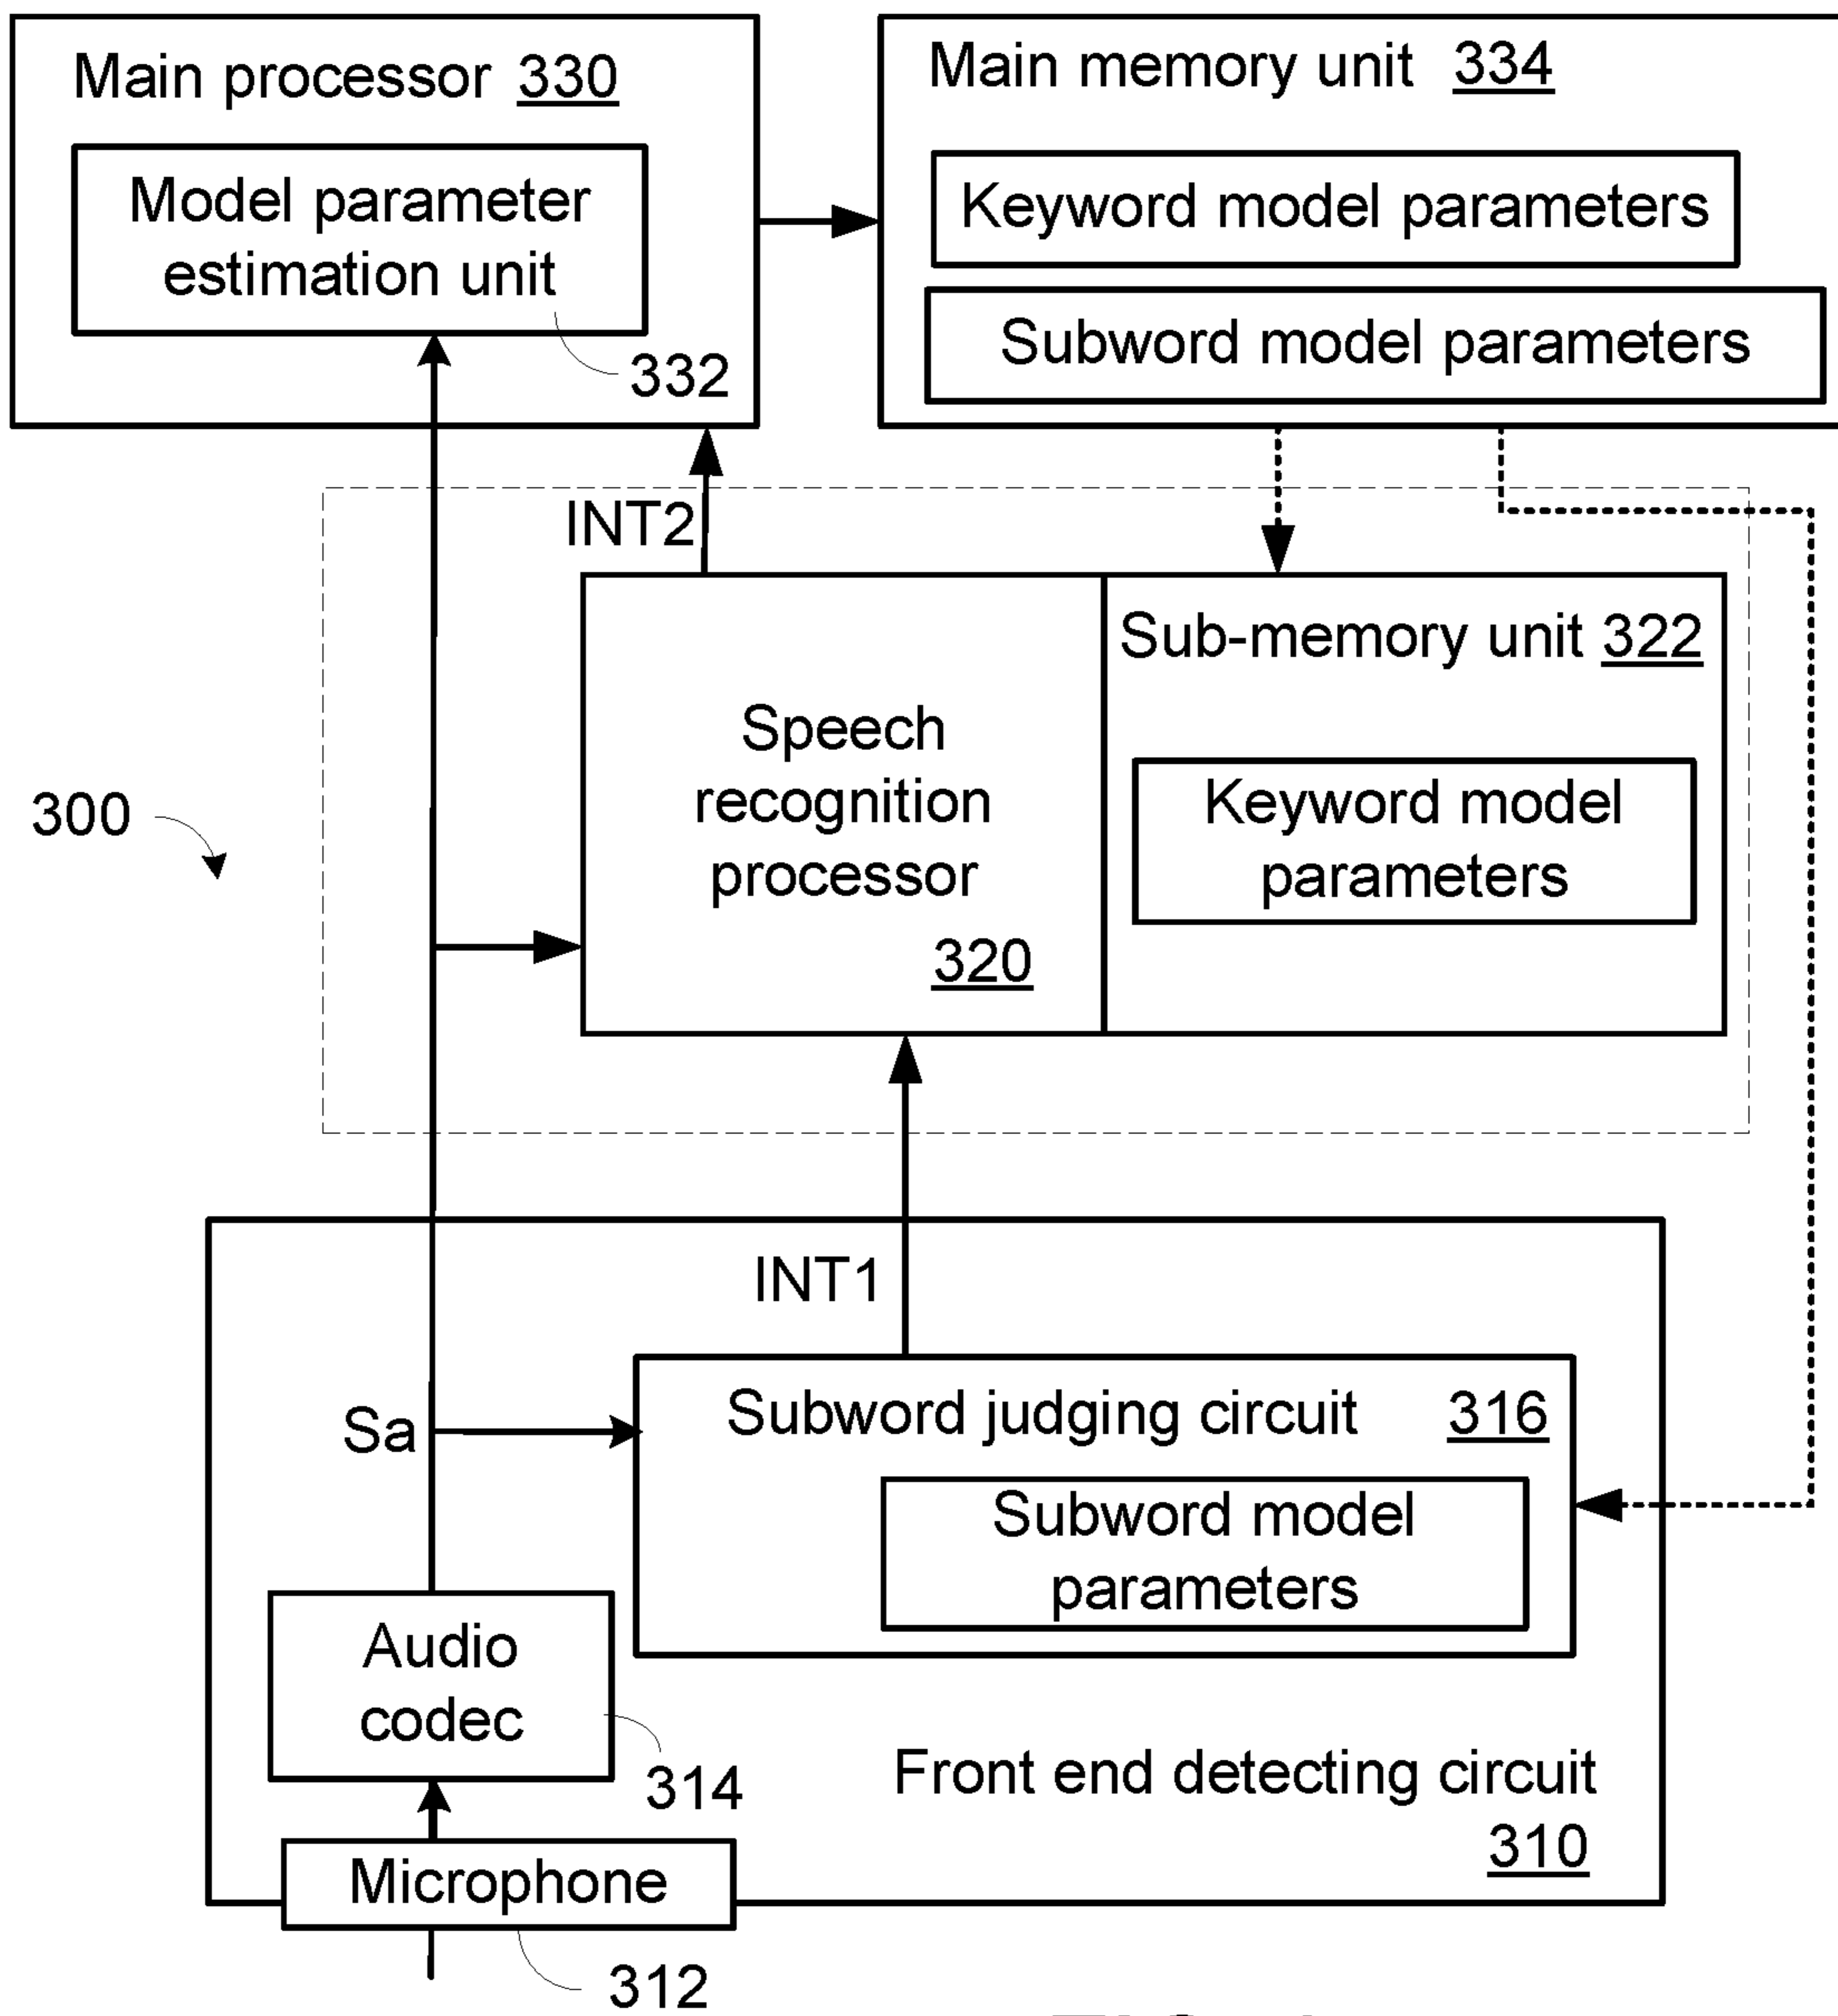 Main processor 330
Model parameter
estimation unit
332
Main memory unit 334
Keyword model parameters
Subword model parameters
INT2
Speech
recognition
processor
320
Sub-memory unit 322
Keyword model
parameters
300
INT1
Sa
Subword judging circuit 316
Subword model
parameters
Audio
codec
314
Front end detecting circuit
310
Microphone
312